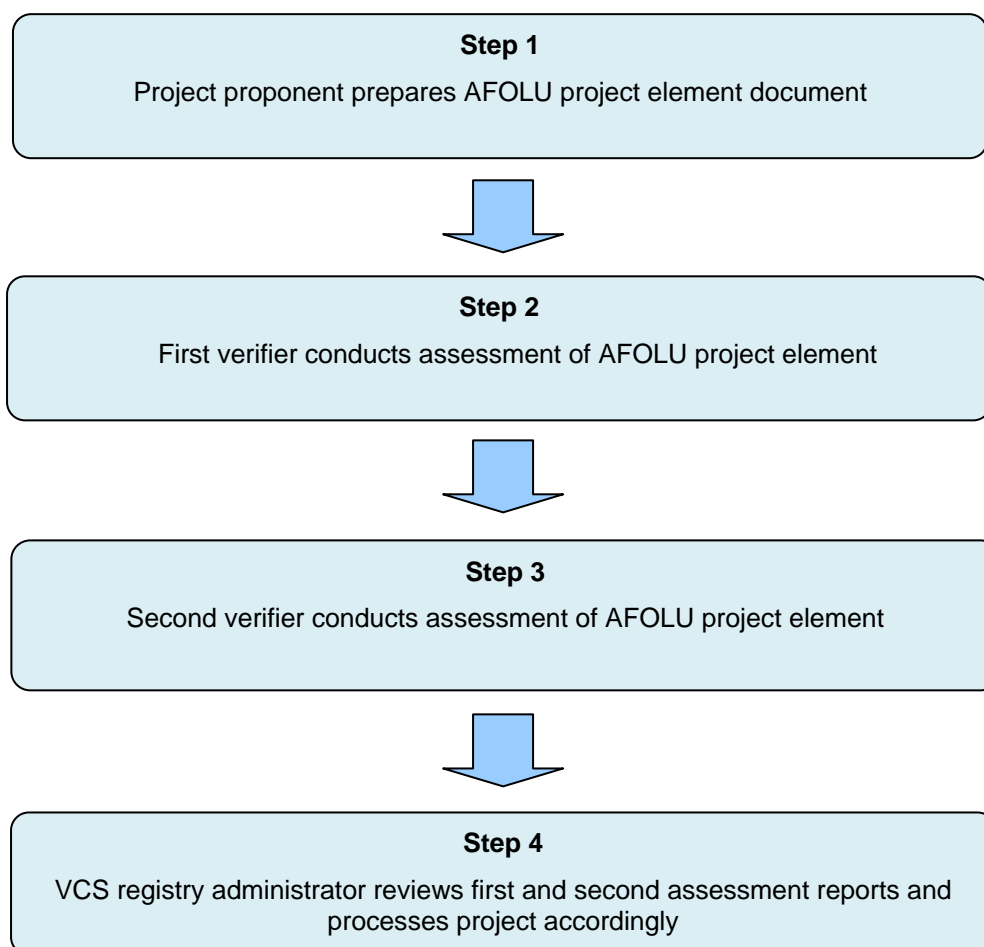 Step 1
Project proponent prepares AFOLU project element document
Step 2
First verifier conducts assessment of AFOLU project element
Step 3
Second verifier conducts assessment of AFOLU project element
Step 4
VCS registry administrator reviews first and second assessment reports and
processes project accordingly